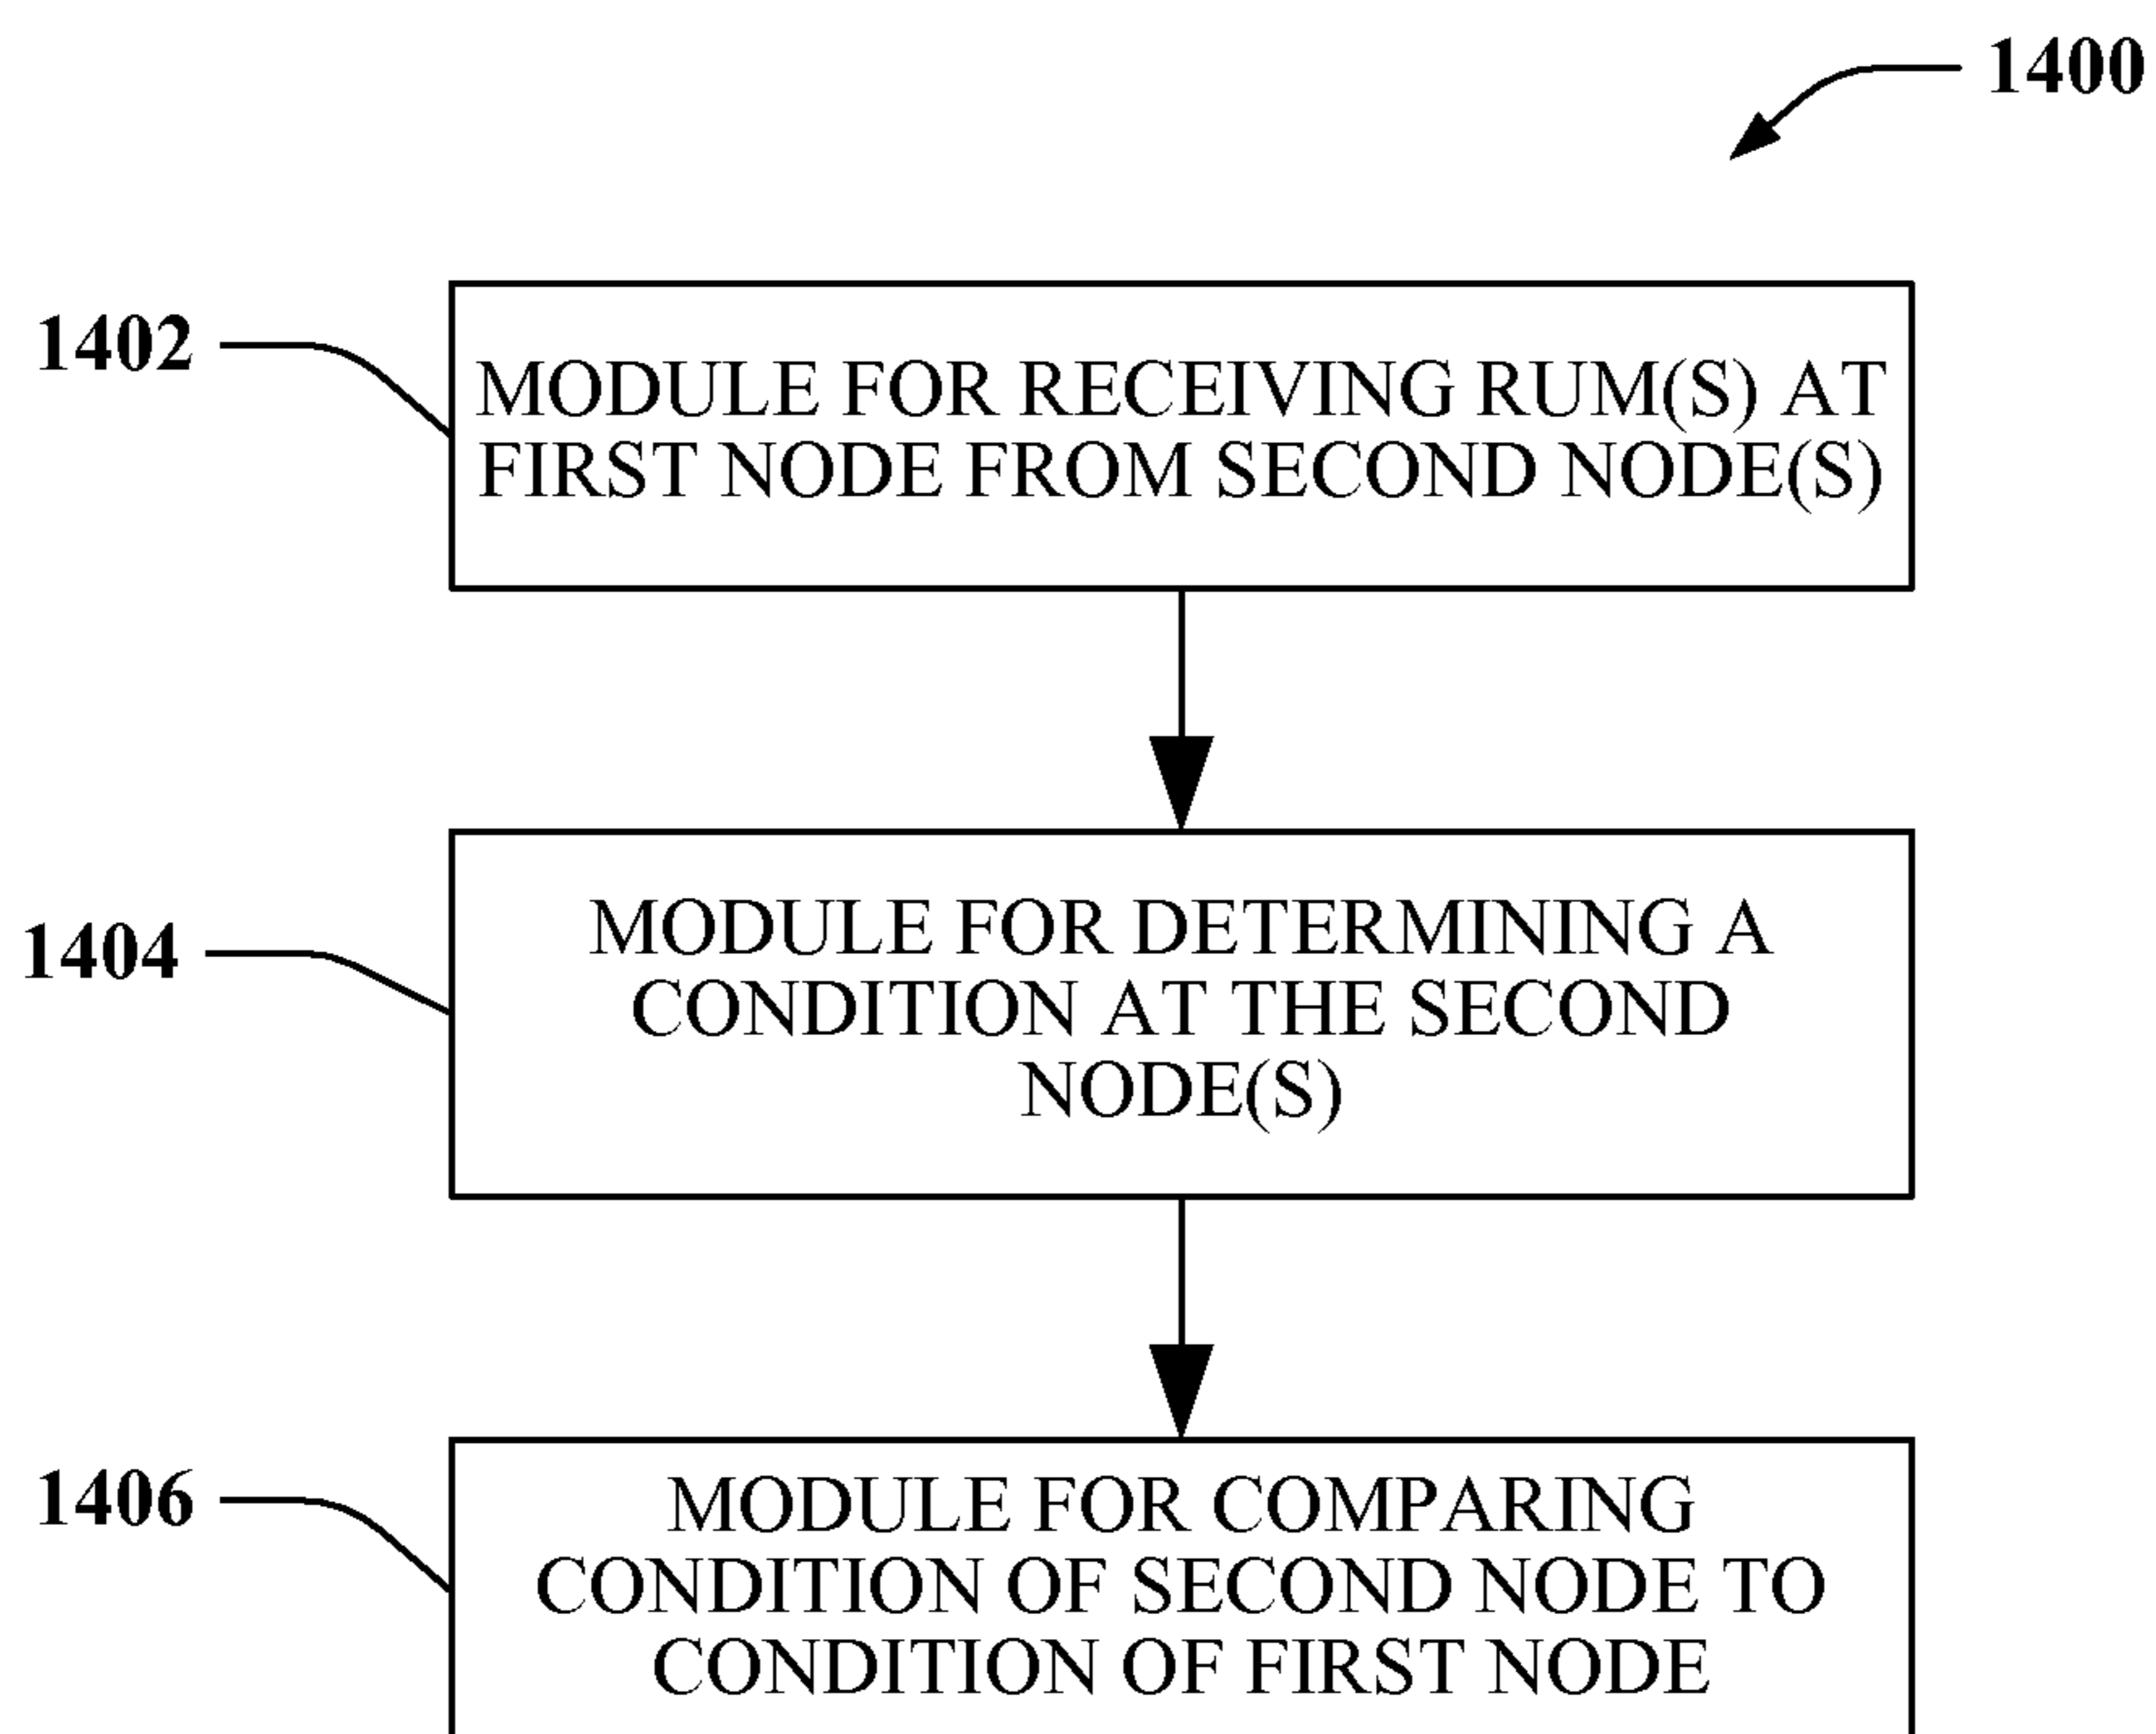 1400
1402
MODULE FOR RECEIVING RUM(S) AT
FIRST NODE FROM SECOND NODE(S)
1404
MODULE FOR DETERMINING A
CONDITION AT THE SECOND
NODE(S)
1406
MODULE FOR COMPARING
CONDITION OF SECOND NODE TO
CONDITION OF FIRST NODE